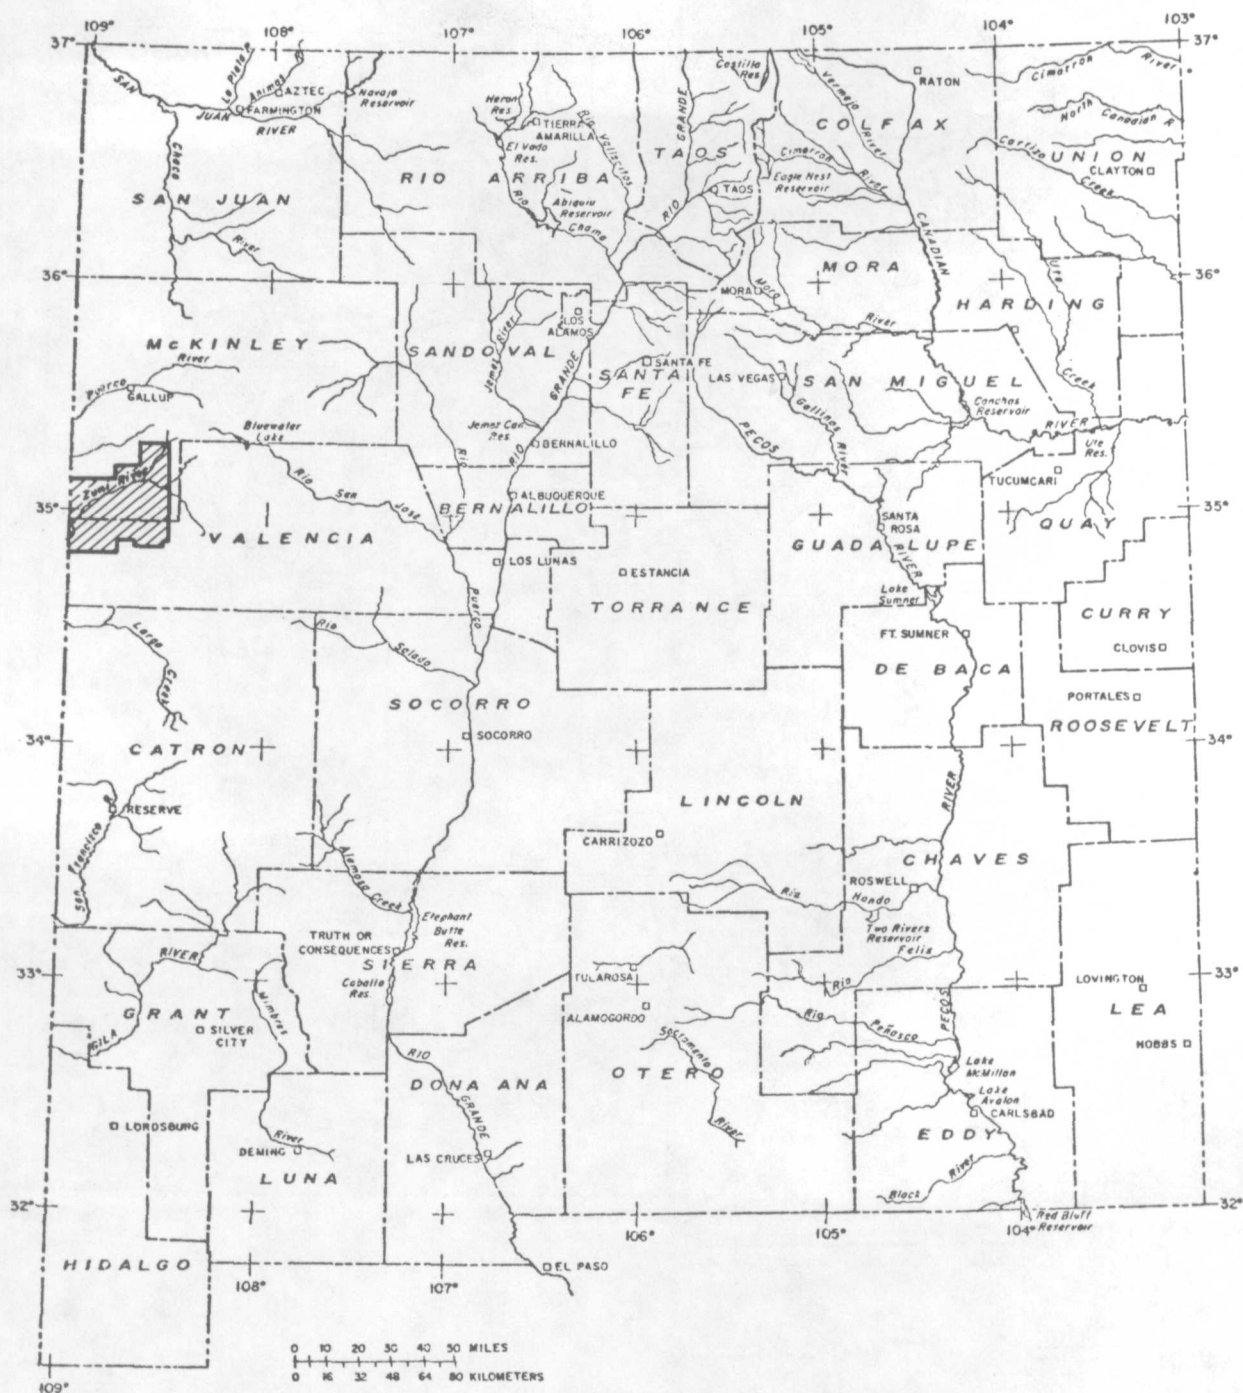 109°
108°
107°
106°
105°
104°
103°
37°
37°
SAN
JUAN
RIVER
La Plata R.
Animas R.
AZTEC
FARMINGTON
Navajo
Reservoir
Chaco
River
SAN JUAN
Heron
Res.
TIERRA
AMARILLA
El Vado
Res.
Rio Vallecitos
RIO ARRIBA
Abiquiu
Reservoir
Rio
Chama
GRANDE
RIO
Costilla
Res.
TAOS
TAOS
Vermejo
River
RATON
COLFAX
Cimarron
River
Eagle Nest
Reservoir
CANADIAN
Cimarron
River
North
Canadian R
Carrizo
Creek
UNION
CLAYTON
36°
36°
MORA
MORA
Mora
River
Ute
Creek
HARDING
McKINLEY
River
Puerco
GALLUP
SANDOVAL
Jemez River
LOS
ALAMOS
GRANDE
RIO
SANTA FE
SANTA
FE
LAS VEGAS
Gallinas
River
SAN MIGUEL
Conchas
Reservoir
RIVER
Ute
Res.
Bluewater
Lake
Jemez Can.
Res.
BERNALILLO
PECOS
Zuni River
Rio
San
Jose
Rio
Puerco
ALBUQUERQUE
BERNALILLO
TUCUMCARI
35°
35°
VALENCIA
SANTA
ROSA
QUAY
GUADALUPE
RIVER
LOS LUNAS
ESTANCIA
TORRANCE
Lake
Sumner
CURRY
FT. SUMNER
CLOVIS
Largo
Creek
Rio
Salado
DE BACA
PORTALES
SOCORRO
SOCORRO
ROOSEVELT
34°
34°
CATRON
RESERVE
R.
San Francisco
RIVER
LINCOLN
CARRIZOZO
CHAVES
Alamosa Creek
ROSWELL
Rio
Hondo
Elephant
Butte
Res.
TRUTH OR
CONSEQUENCES
Two Rivers
Reservoir
Felix
Rio
RIVER
SIERRA
Caballo
Res.
33°
33°
TULAROSA
LOVINGTON
GRANT
Mimbres
SILVER
CITY
GILA
ALAMOGORDO
Rio
Peñasco
PECOS
LEA
HOBBS
Sacramento
River
RIO
GRANDE
DONA ANA
OTERO
Lake
McMillan
Lake
Avalon
CARLSBAD
LORDSBURG
EDDY
DEMING
River
LAS CRUCES
LUNA
Black
River
32°
32°
Red Bluff
Reservoir
106°
105°
104°
HIDALGO
EL PASO
108°
107°
0 10 20 30 40 50 MILES
0 16 32 48 64 80 KILOMETERS
109°